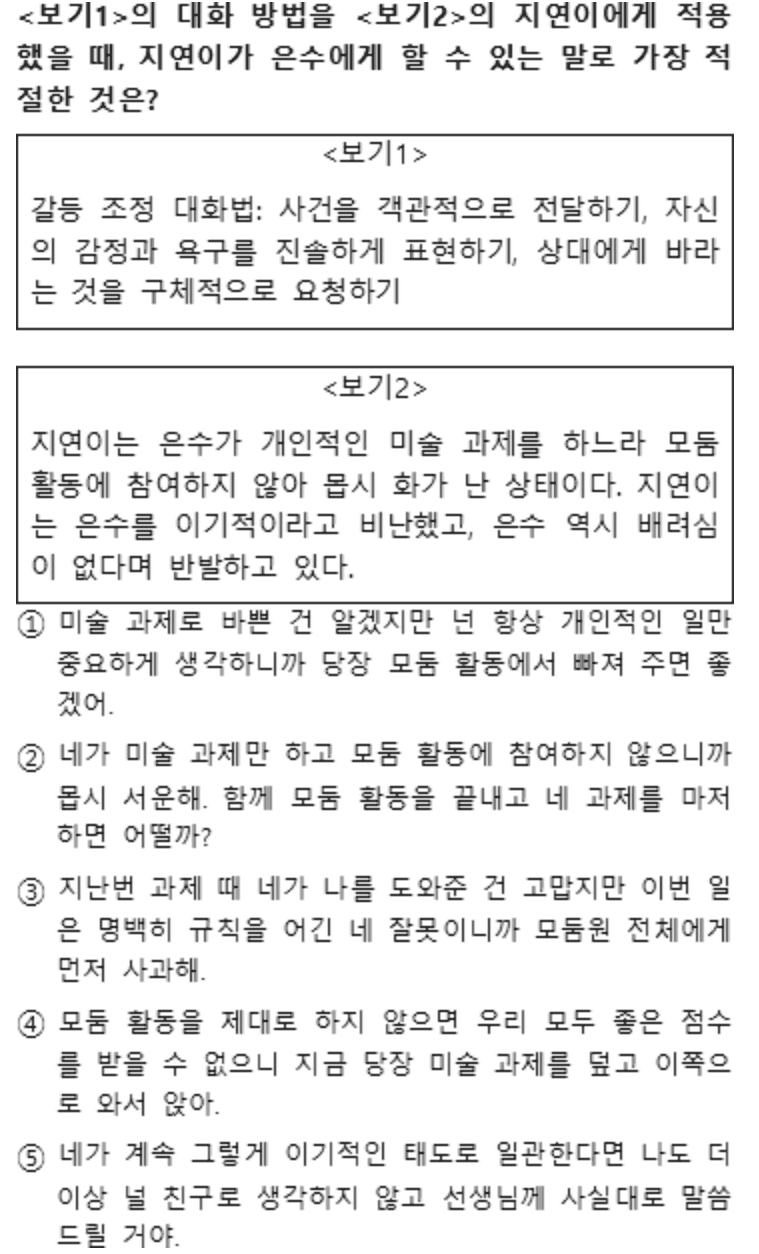 <보기1>의 대화 방법을 <보기2>의 지연이에게 적용
했을 때, 지연이가 은수에게 할 수 있는 말로 가장 적
절한 것은?
<보기1>
갈등 조정 대화법: 사건을 객관적으로 전달하기, 자신
의 감정과 욕구를 진솔하게 표현하기, 상대에게 바라
는 것을 구체적으로 요청하기
<보기2>
지연이는 은수가 개인적인 미술 과제를 하느라 모둠
활동에 참여하지 않아 몹시 화가 난 상태이다. 지연이
는 은수를 이기적이라고 비난했고, 은수 역시 배려심
이 없다며 반발하고 있다.
① 미술 과제로 바쁜 건 알겠지만 넌 항상 개인적인 일만
중요하게 생각하니까 당장 모둠 활동에서 빠져 주면 좋
겠어.
② 네가 미술 과제만 하고 모둠 활동에 참여하지 않으니까
몹시 서운해. 함께 모둠 활동을 끝내고 네 과제를 마저
하면 어떨까?
③ 지난번 과제 때 네가 나를 도와준 건 고맙지만 이번 일
은 명백히 규칙을 어긴 네 잘못이니까 모둠원 전체에게
먼저 사과해.
④ 모둠 활동을 제대로 하지 않으면 우리 모두 좋은 점수
를 받을 수 없으니 지금 당장 미술 과제를 덮고 이쪽으
로 와서 앉아.
⑤ 네가 계속 그렇게 이기적인 태도로 일관한다면 나도 더
이상 널 친구로 생각하지 않고 선생님께 사실대로 말씀
드릴 거야.